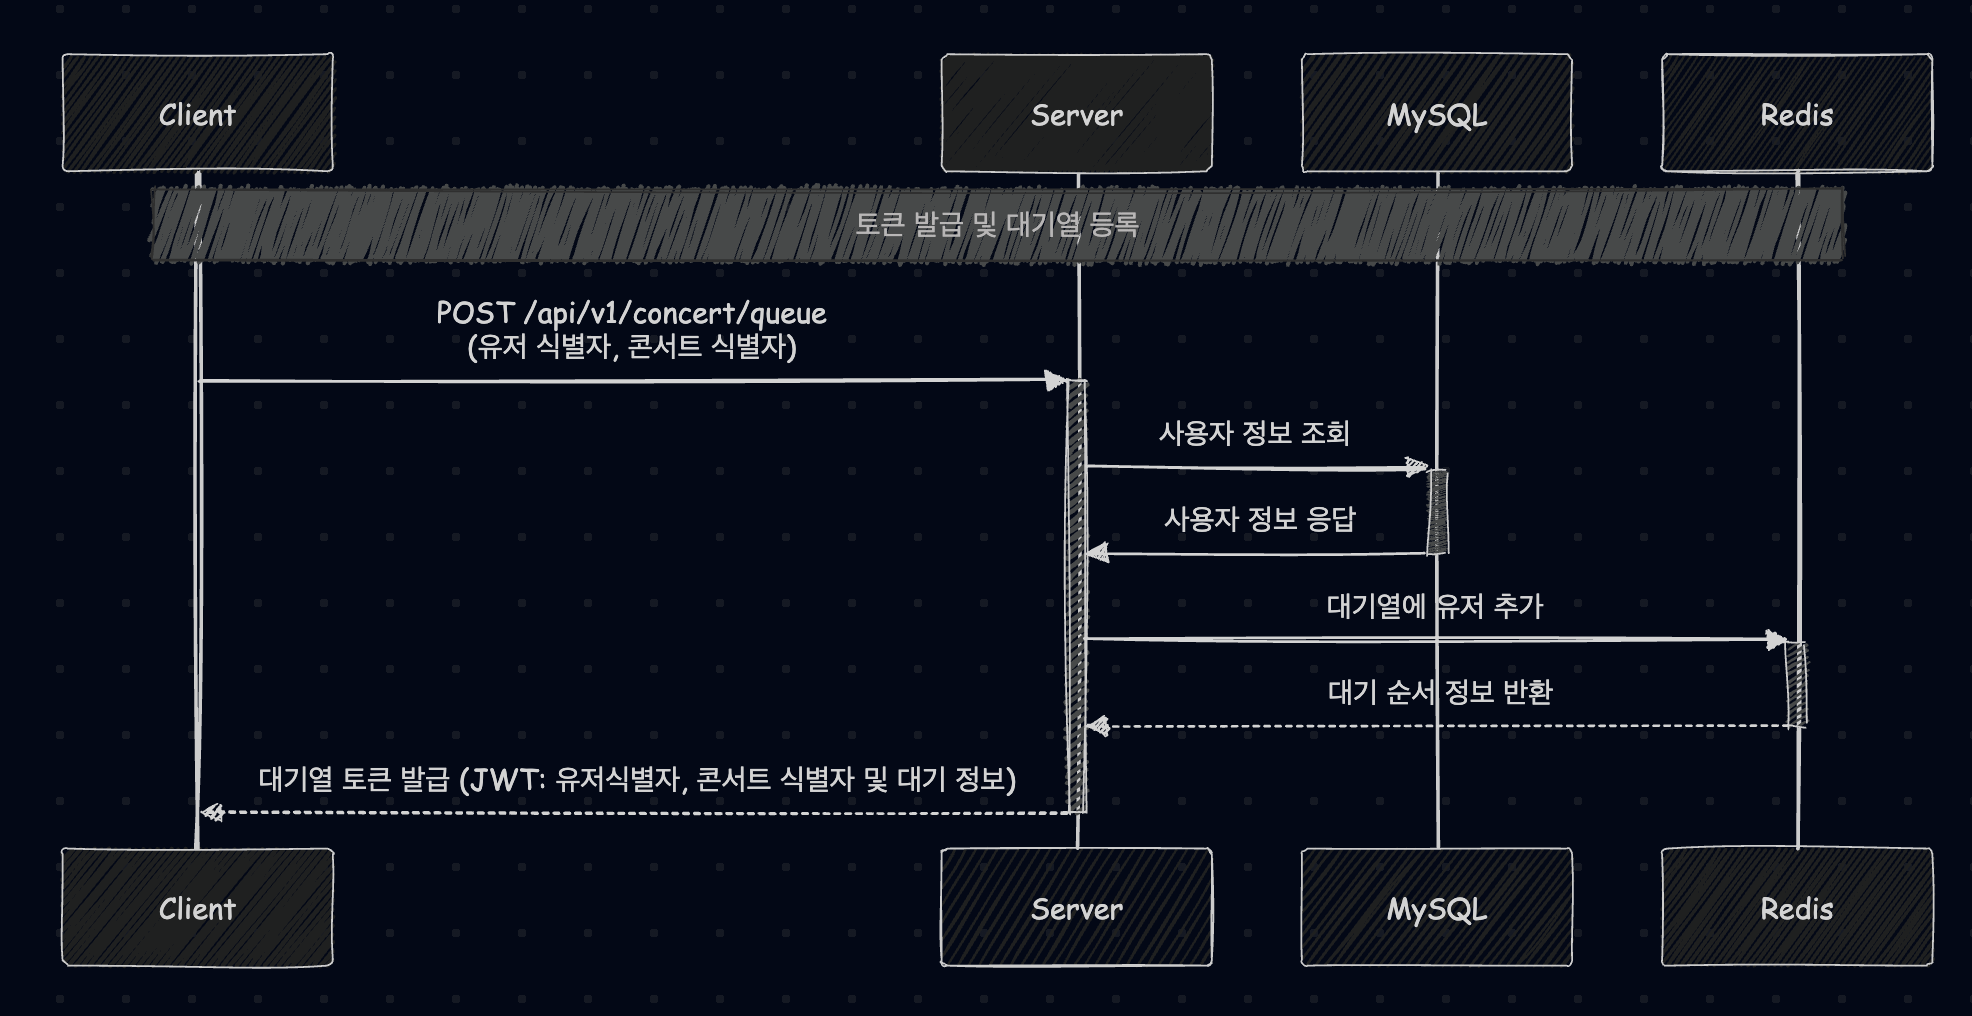 Client
Server
MySQL
Redis
토큰 발급 및 대기열 등록
POST /api/v1/concert/queue
(유저 식별자, 콘서트 식별자)
사용자 정보 조회
사용자 정보 응답
대기열에 유저 추가
대기 순서 정보 반환
대기열 토큰 발급 (JWT: 유저식별자, 콘서트 식별자 및 대기 정보)
Client
Server
MySQL
Redis